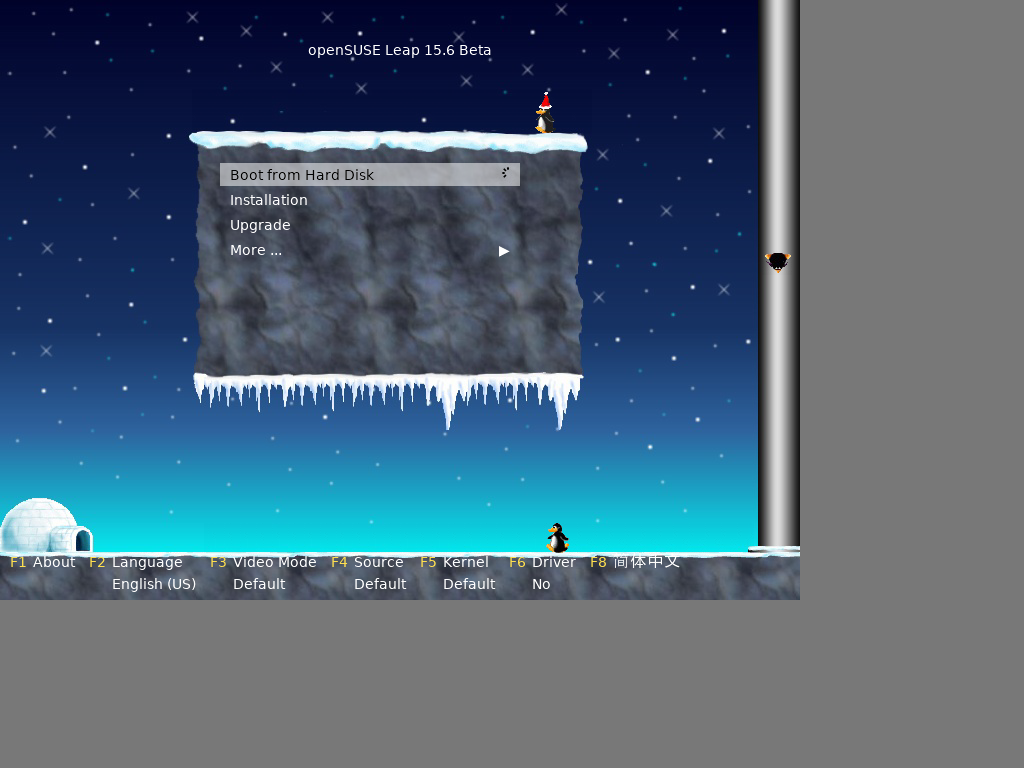 openSUSE Leap 15.6 Beta
Boot from Hard Disk
Installation
Upgrade
More ...
F1 About F2 Language F3 Video Mode F4 Source F5 Kernel F6 Driver F8 简体中文
English (US) Default Default Default No